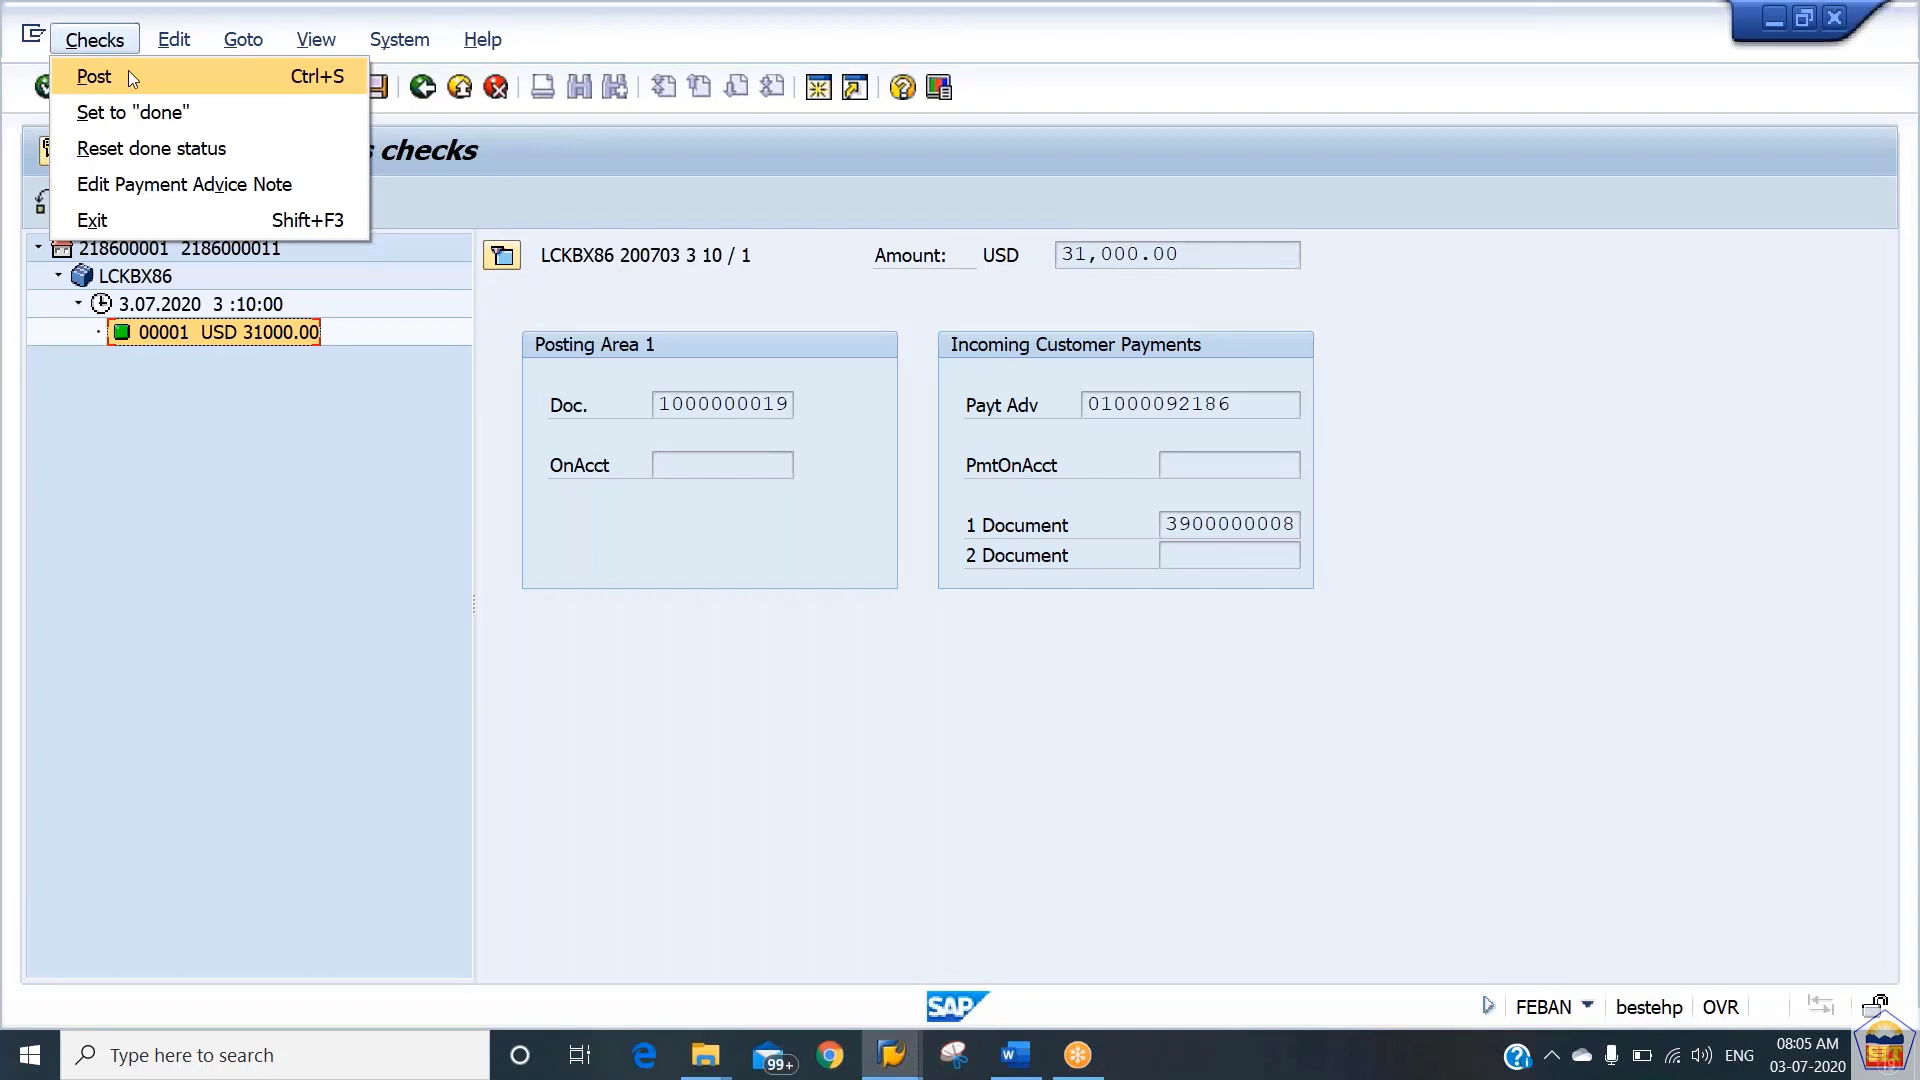 Checks Edit Goto View System Help
Post Ctrl+S
Set to "done"
Reset done status
Edit Payment Advice Note
Exit Shift+F3
checks
218600001 2186000011
LCKBX86
3.07.2020 3 :10:00
00001 USD 31000.00
LCKBX86 200703 3 10 / 1 Amount: USD 31,000.00
Posting Area 1
Doc. 1000000019
OnAcct
Incoming Customer Payments
Payt Adv 01000092186
PmtOnAcct
1 Document 3900000008
2 Document
SAP
FEBAN bestehp OVR
Type here to search
99+
ENG
08:05 AM
03-07-2020